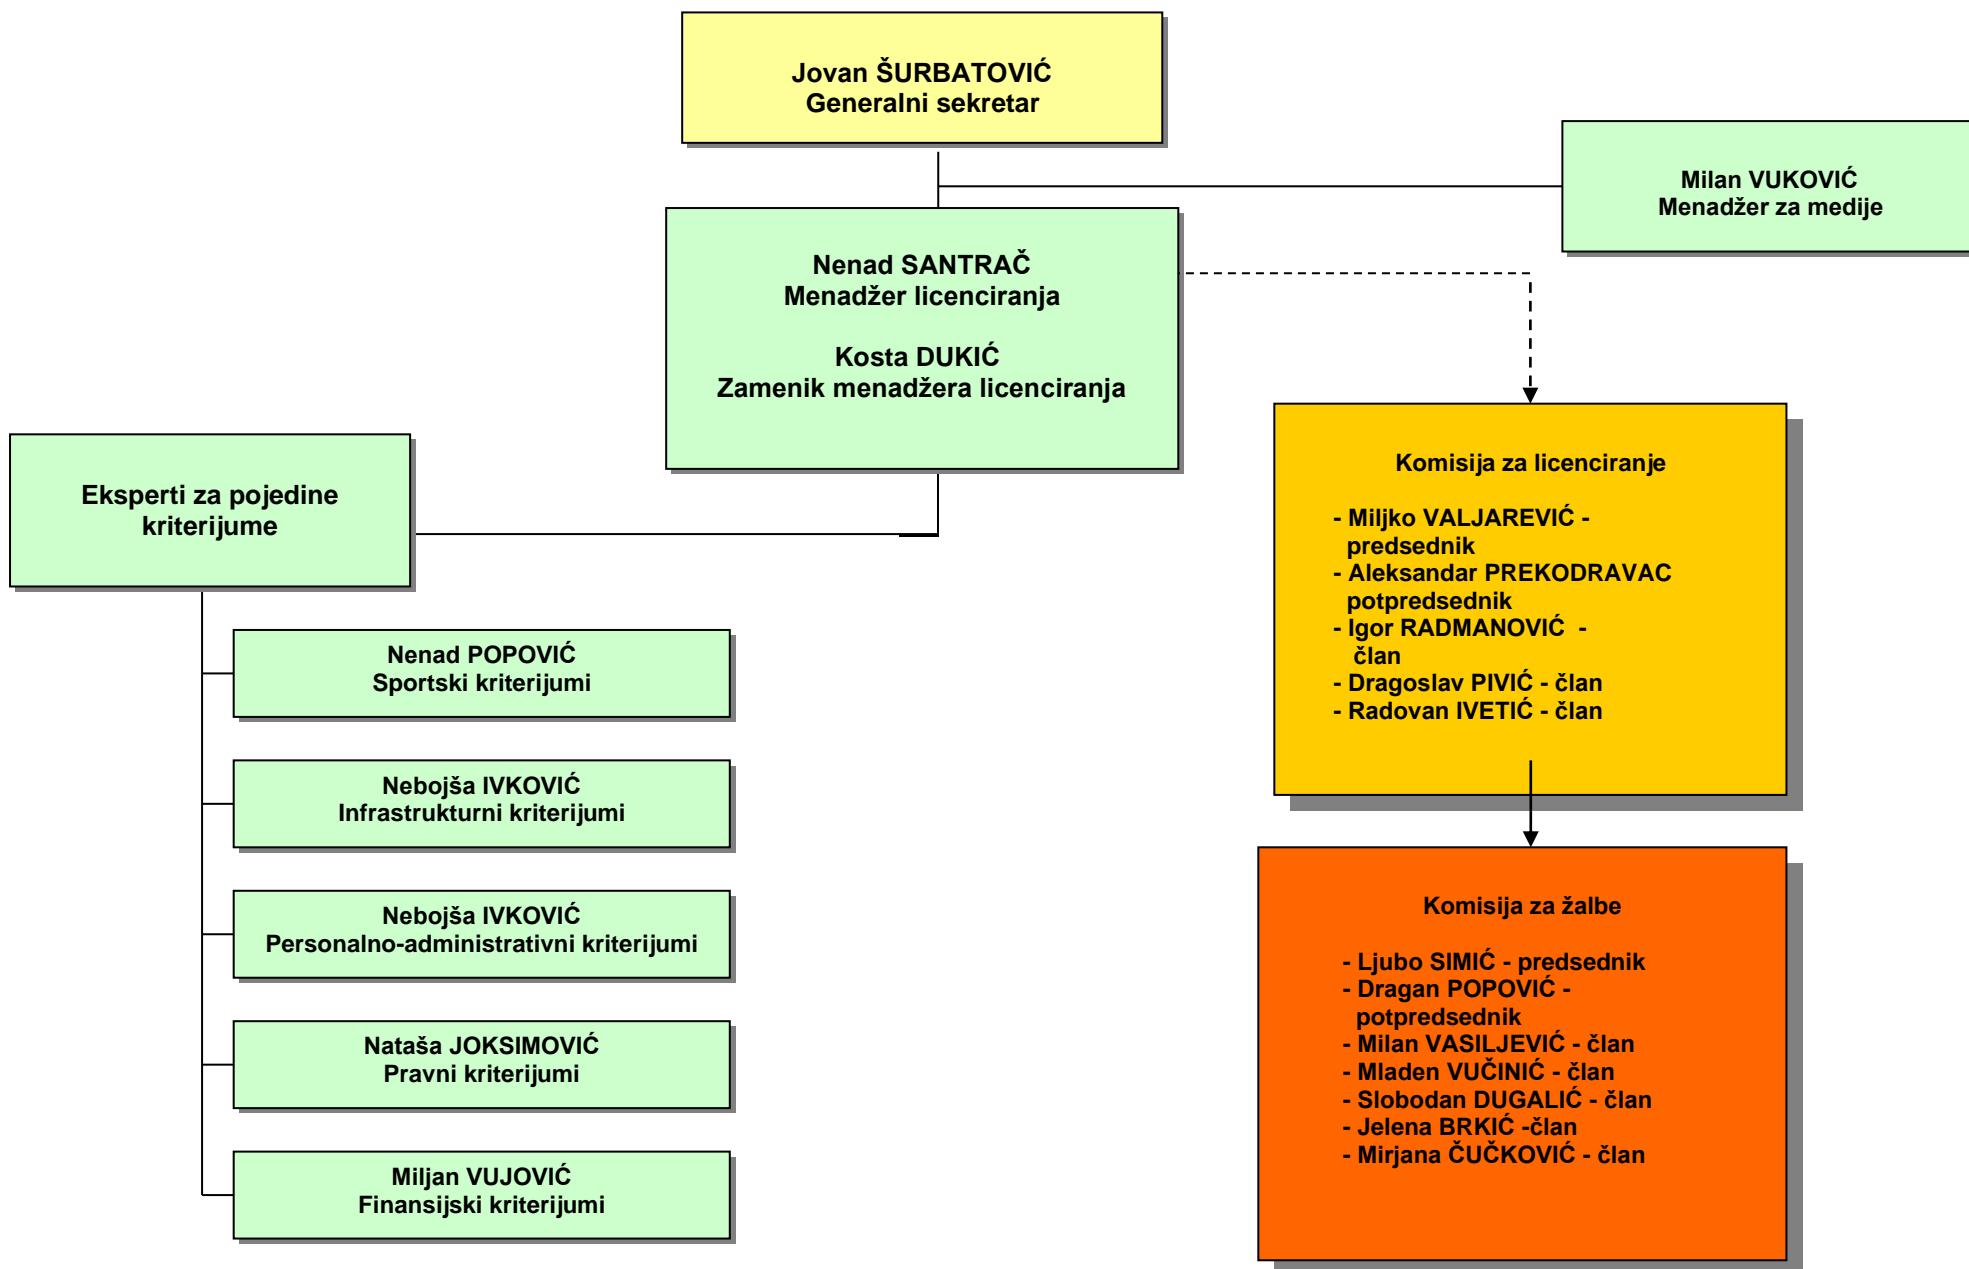 Jovan ŠURBATOVIĆ
Generalni sekretar
Milan VUKOVIĆ
Menadžer za medije
Nenad SANTRAČ
Menadžer licenciranja
Kosta DUKIĆ
Zamenik menadžera licenciranja
Eksperti za pojedine
kriterijume
Nenad POPOVIĆ
Sportski kriterijumi
Nebojša IVKOVIĆ
Infrastrukturni kriterijumi
Nebojša IVKOVIĆ
Personalno-administrativni kriterijumi
Nataša JOKSIMOVIĆ
Pravni kriterijumi
Miljan VUJOVIĆ
Finansijski kriterijumi
Komisija za licenciranje
- Miljko VALJAREVIĆ -
predsednik
- Aleksandar PREKODRAVAC
potpredsednik
- Igor RADMANOVIĆ -
član
- Dragoslav PIVIĆ - član
- Radovan IVETIĆ - član
Komisija za žalbe
- Ljubo SIMIĆ - predsednik
- Dragan POPOVIĆ -
potpredsednik
- Milan VASILJEVIĆ - član
- Mladen VUČINIĆ - član
- Slobodan DUGALIĆ - član
- Jelena BRKIĆ -član
- Mirjana ČUČKOVIĆ - član